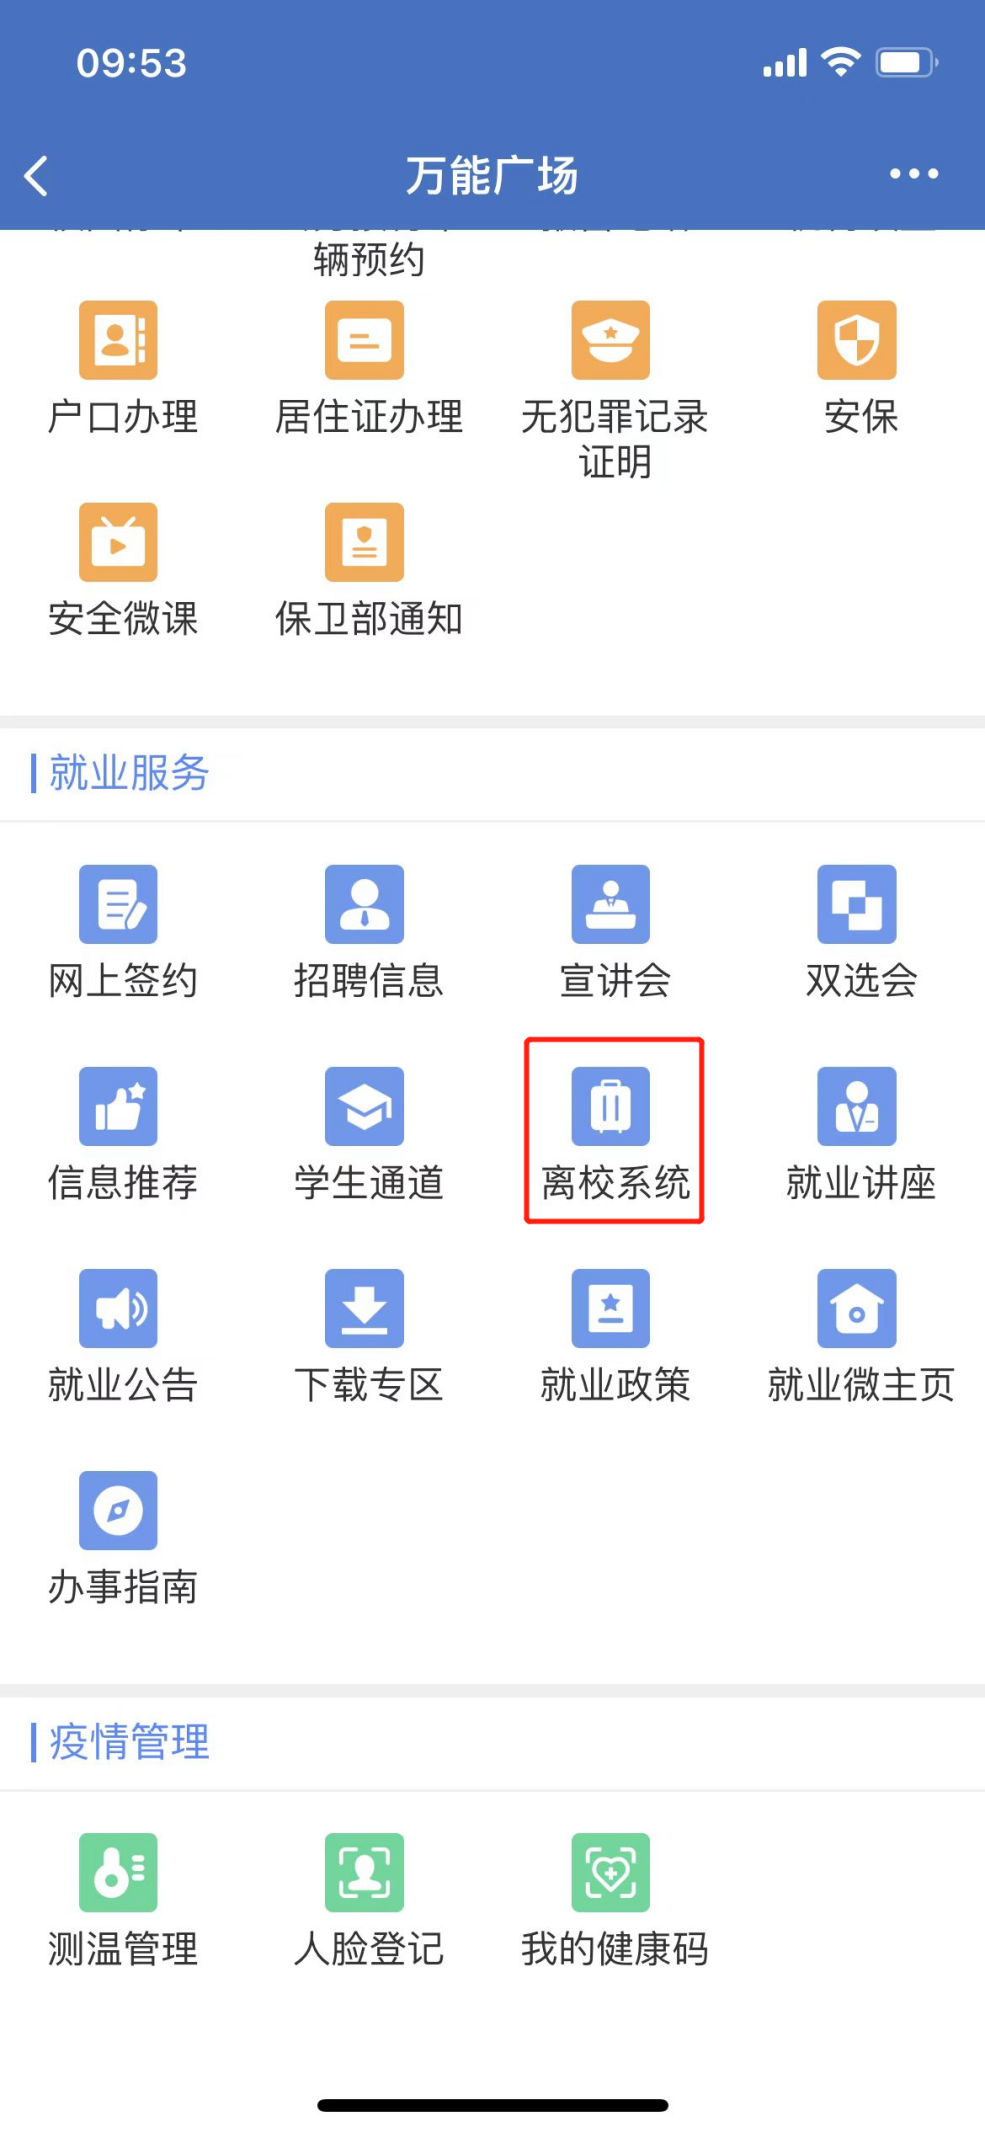 09:53
万能广场
辆预约
户口办理 居住证办理 无犯罪记录 安保
证明
安全微课 保卫部通知
就业服务
网上签约 招聘信息 宣讲会 双选会
信息推荐 学生通道 离校系统 就业讲座
就业公告 下载专区 就业政策 就业微主页
办事指南
疫情管理
测温管理 人脸登记 我的健康码